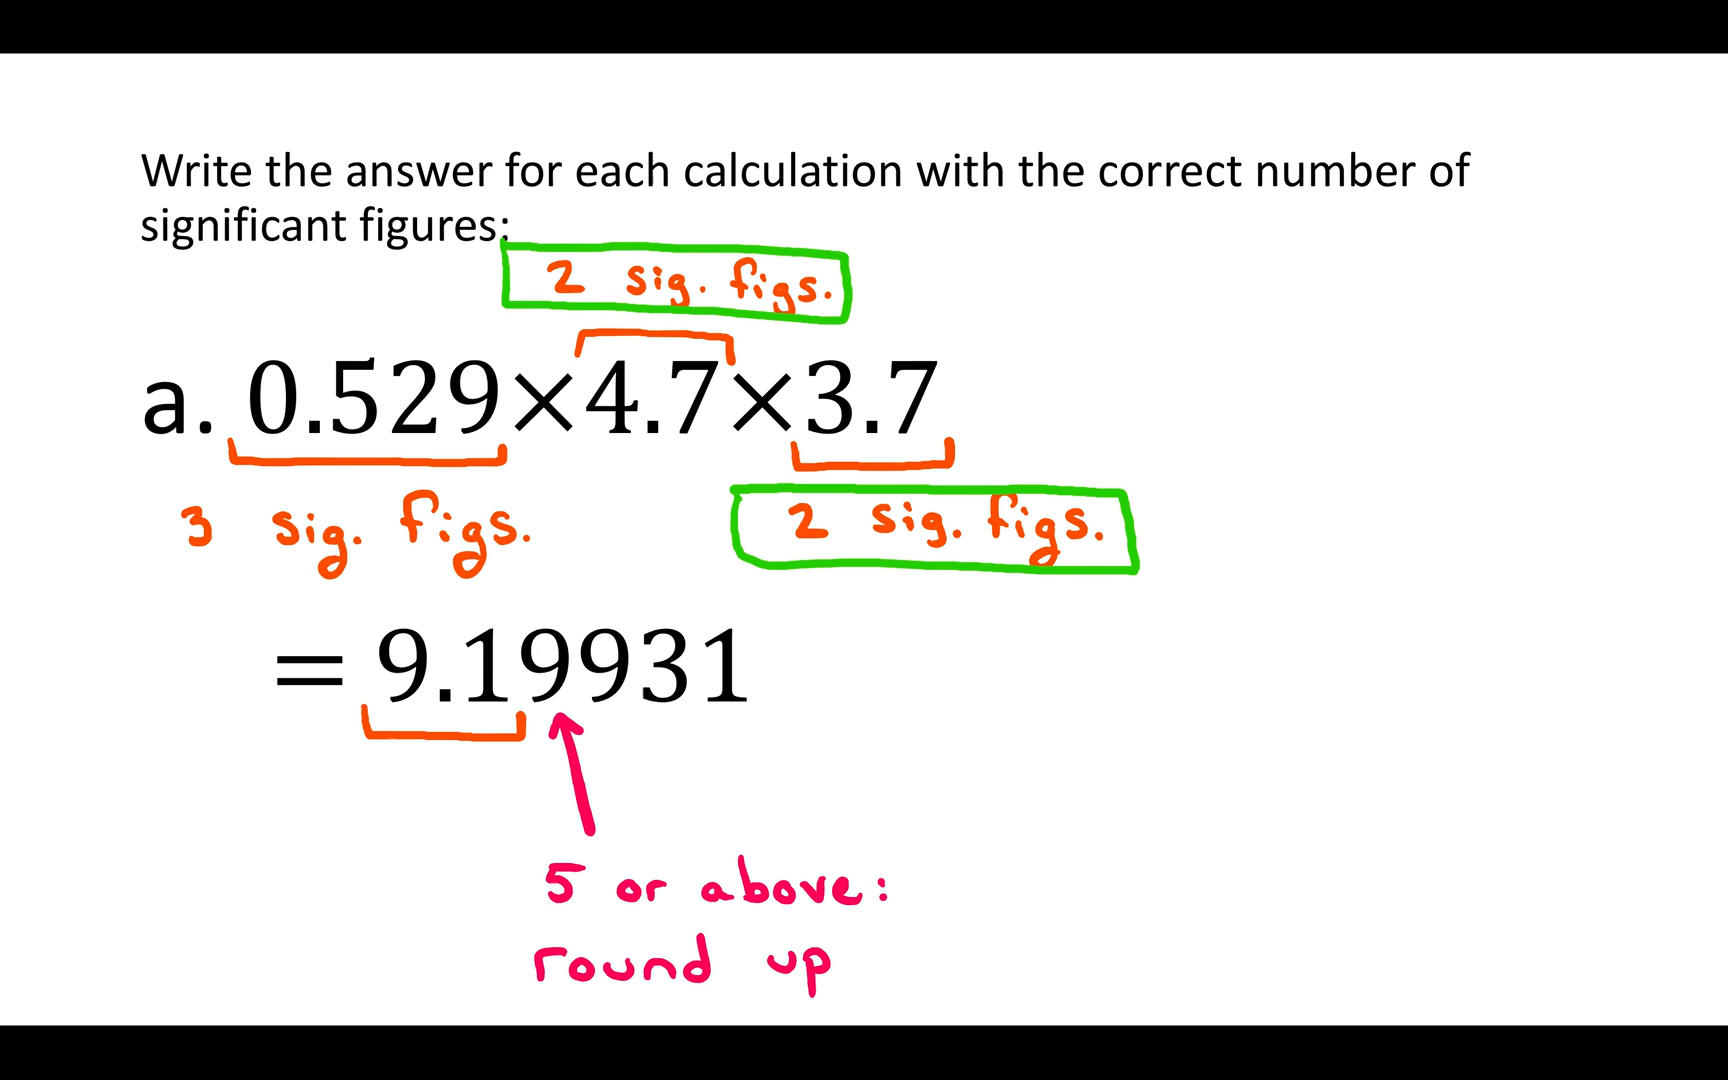 Write the answer for each calculation with the correct number of
significant figures:
2 sig. figs.
a. 0.529×4.7×3.7
3 sig. figs.
2 sig. figs.
= 9.19931
5 or above:
round up